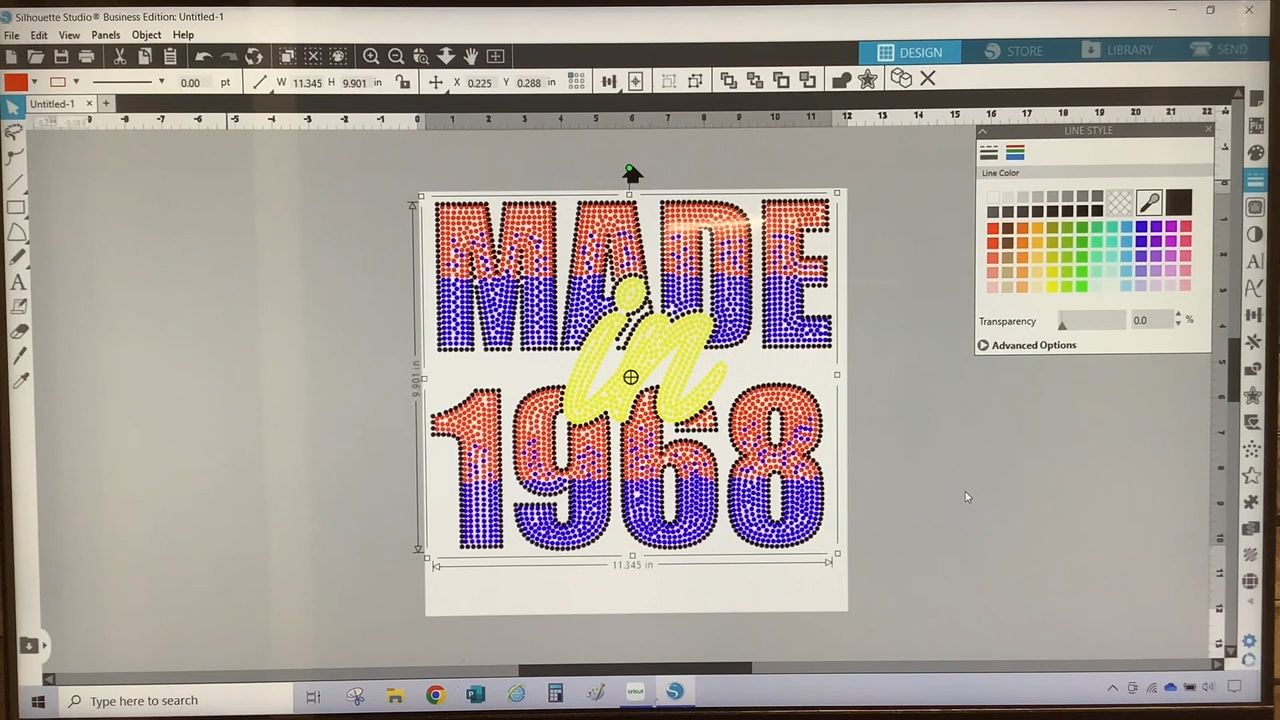 Silhouette Studio® Business Edition: Untitled-1
File Edit View Panels Object Help
DESIGN STORE LIBRARY SEND
0.00 pt W 11.345 H 9.901 in X 0.225 Y 0.288 in
Untitled-1
LINE STYLE
Line Color
Transparency 0.0 %
Advanced Options
MADE
in
1968
9.901 in
11.345 in
Type here to search
cricut